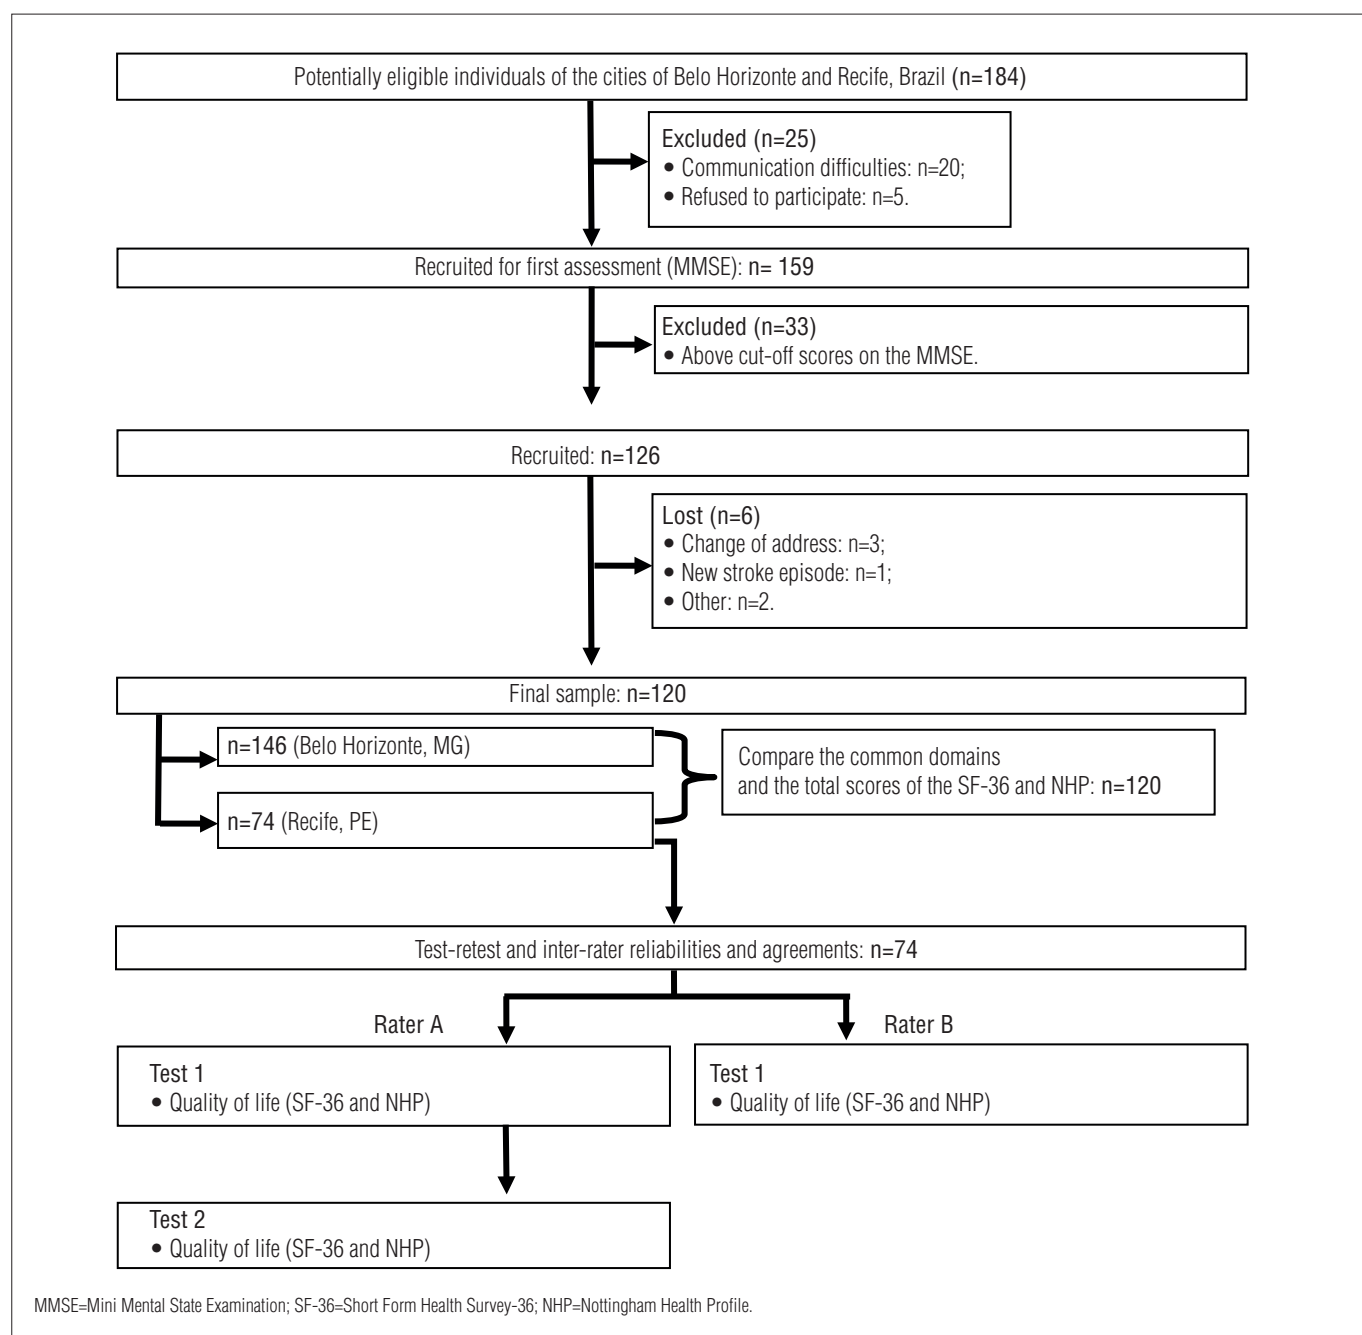 Potentially eligible individuals of the cities of Belo Horizonte and Recife, Brazil (n=184)
Excluded (n=25)
• Communication difficulties: n=20;
• Refused to participate: n=5.
Recruited for first assessment (MMSE): n= 159
Excluded (n=33)
• Above cut-off scores on the MMSE.
Recruited: n=126
Lost (n=6)
• Change of address: n=3;
• New stroke episode: n=1;
• Other: n=2.
Final sample: n=120
n=146 (Belo Horizonte, MG)
Compare the common domains
and the total scores of the SF-36 and NHP: n=120
n=74 (Recife, PE)
Test-retest and inter-rater reliabilities and agreements: n=74
Rater A
Rater B
Test 1
• Quality of life (SF-36 and NHP)
Test 1
• Quality of life (SF-36 and NHP)
Test 2
• Quality of life (SF-36 and NHP)
MMSE=Mini Mental State Examination; SF-36=Short Form Health Survey-36; NHP=Nottingham Health Profile.